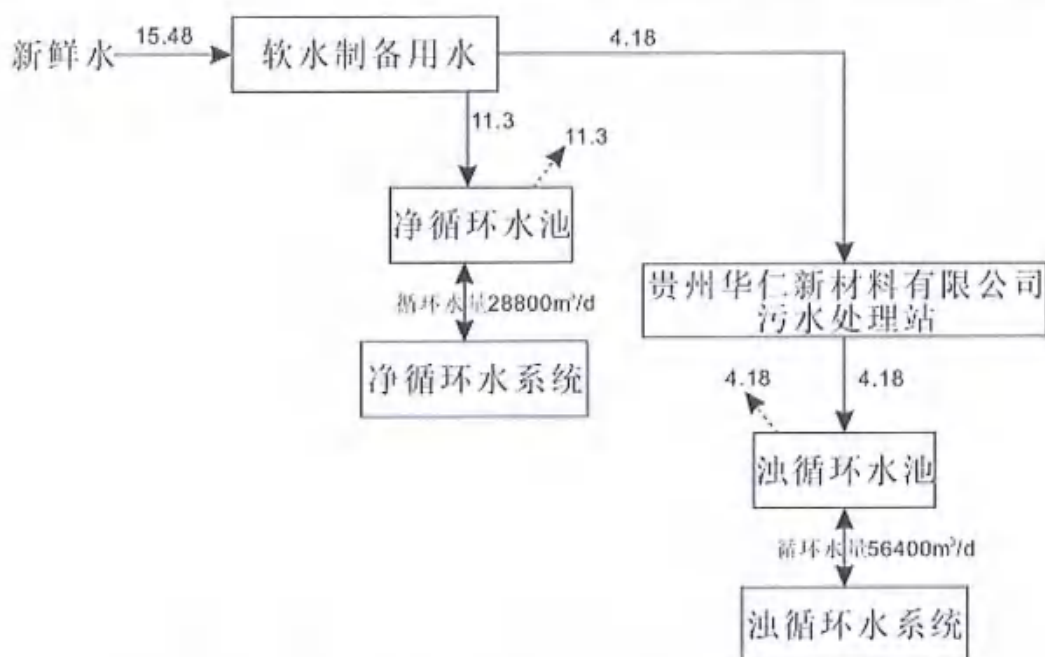 新鲜水
15.48
软水制备用水
4.18
11.3
11.3
净循环水池
循环水量28800m³/d
净循环水系统
贵州华仁新材料有限公司
污水处理站
4.18
4.18
浊循环水池
循环水量56400m³/d
浊循环水系统